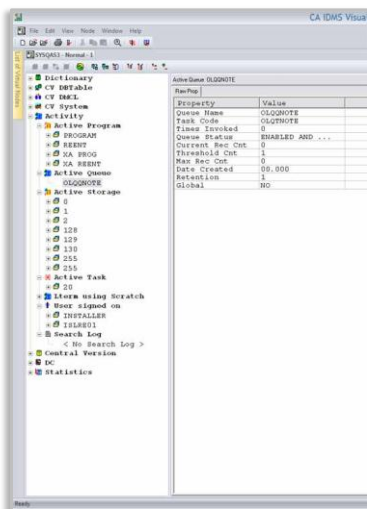 CA IDMS Visua
File Edit View Node Window Help
SYSQA53 - Normal - 1
List of Virtual Nodes
Dictionary
CV DBTable
CV DMCL
CV System
Activity
Active Program
PROGRAM
REENT
XA PROG
XA REENT
Active Queue
OLQQNOTE
Active Storage
0
1
2
128
129
130
255
255
Active Task
20
Lterm using Scratch
User signed on
INSTALLER
ISLRE01
Search Log
< No Search Log >
Central Version
DC
Statistics
Active Queue: OLQQNOTE
Raw Prop
Property Value
Queue Name OLQQNOTE
Task Code OLQTNOTE
Times Invoked 0
Queue Status ENABLED AND ...
Current Rec Cnt 0
Threshold Cnt 1
Max Rec Cnt 0
Date Created 00.000
Retention 1
Global NO
Ready